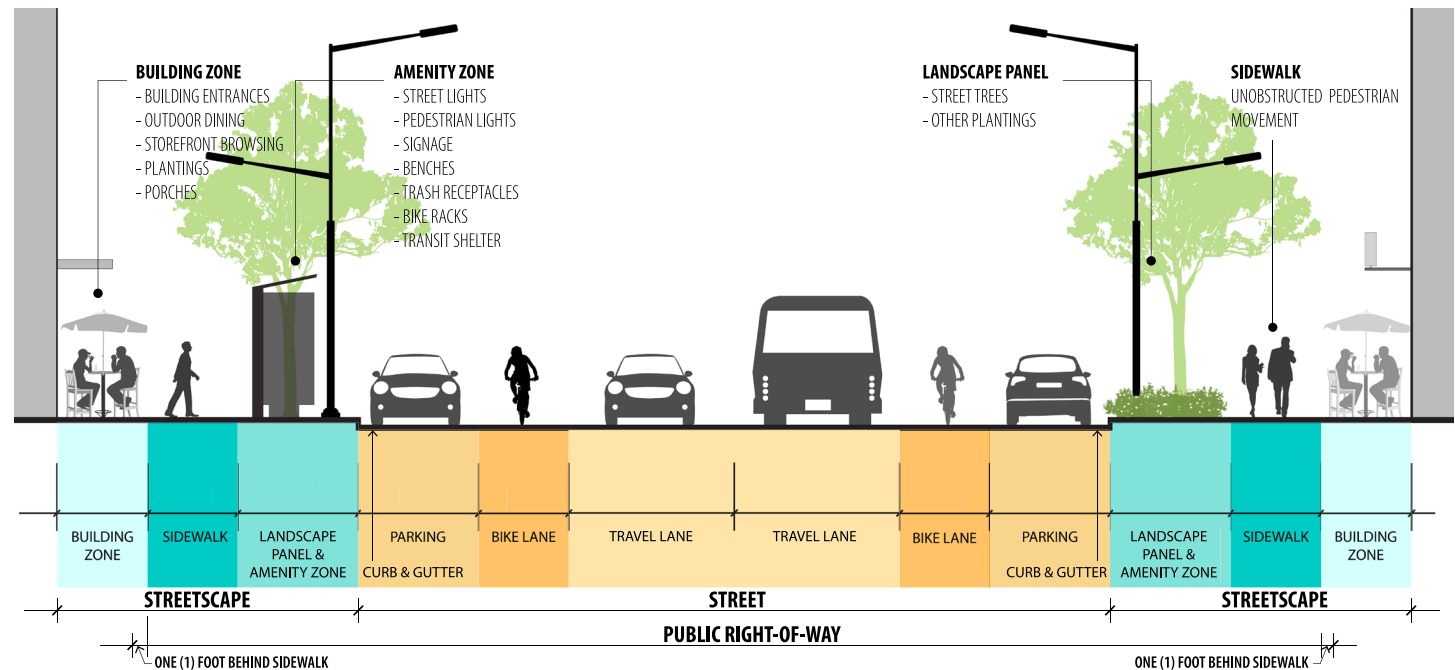 BUILDING ZONE
- BUILDING ENTRANCES
- OUTDOOR DINING
- STOREFRONT BROWSING
- PLANTINGS
- PORCHES
AMENITY ZONE
- STREET LIGHTS
- PEDESTRIAN LIGHTS
- SIGNAGE
- BENCHES
- TRASH RECEPTACLES
- BIKE RACKS
- TRANSIT SHELTER
LANDSCAPE PANEL
- STREET TREES
- OTHER PLANTINGS
SIDEWALK
UNOBSTRUCTED PEDESTRIAN
MOVEMENT
BUILDING
ZONE
SIDEWALK
LANDSCAPE
PANEL &
AMENITY ZONE
PARKING
CURB & GUTTER
BIKE LANE
TRAVEL LANE
TRAVEL LANE
BIKE LANE
PARKING
CURB & GUTTER
LANDSCAPE
PANEL &
AMENITY ZONE
SIDEWALK
BUILDING
ZONE
STREETSCAPE
STREET
STREETSCAPE
PUBLIC RIGHT-OF-WAY
ONE (1) FOOT BEHIND SIDEWALK
ONE (1) FOOT BEHIND SIDEWALK